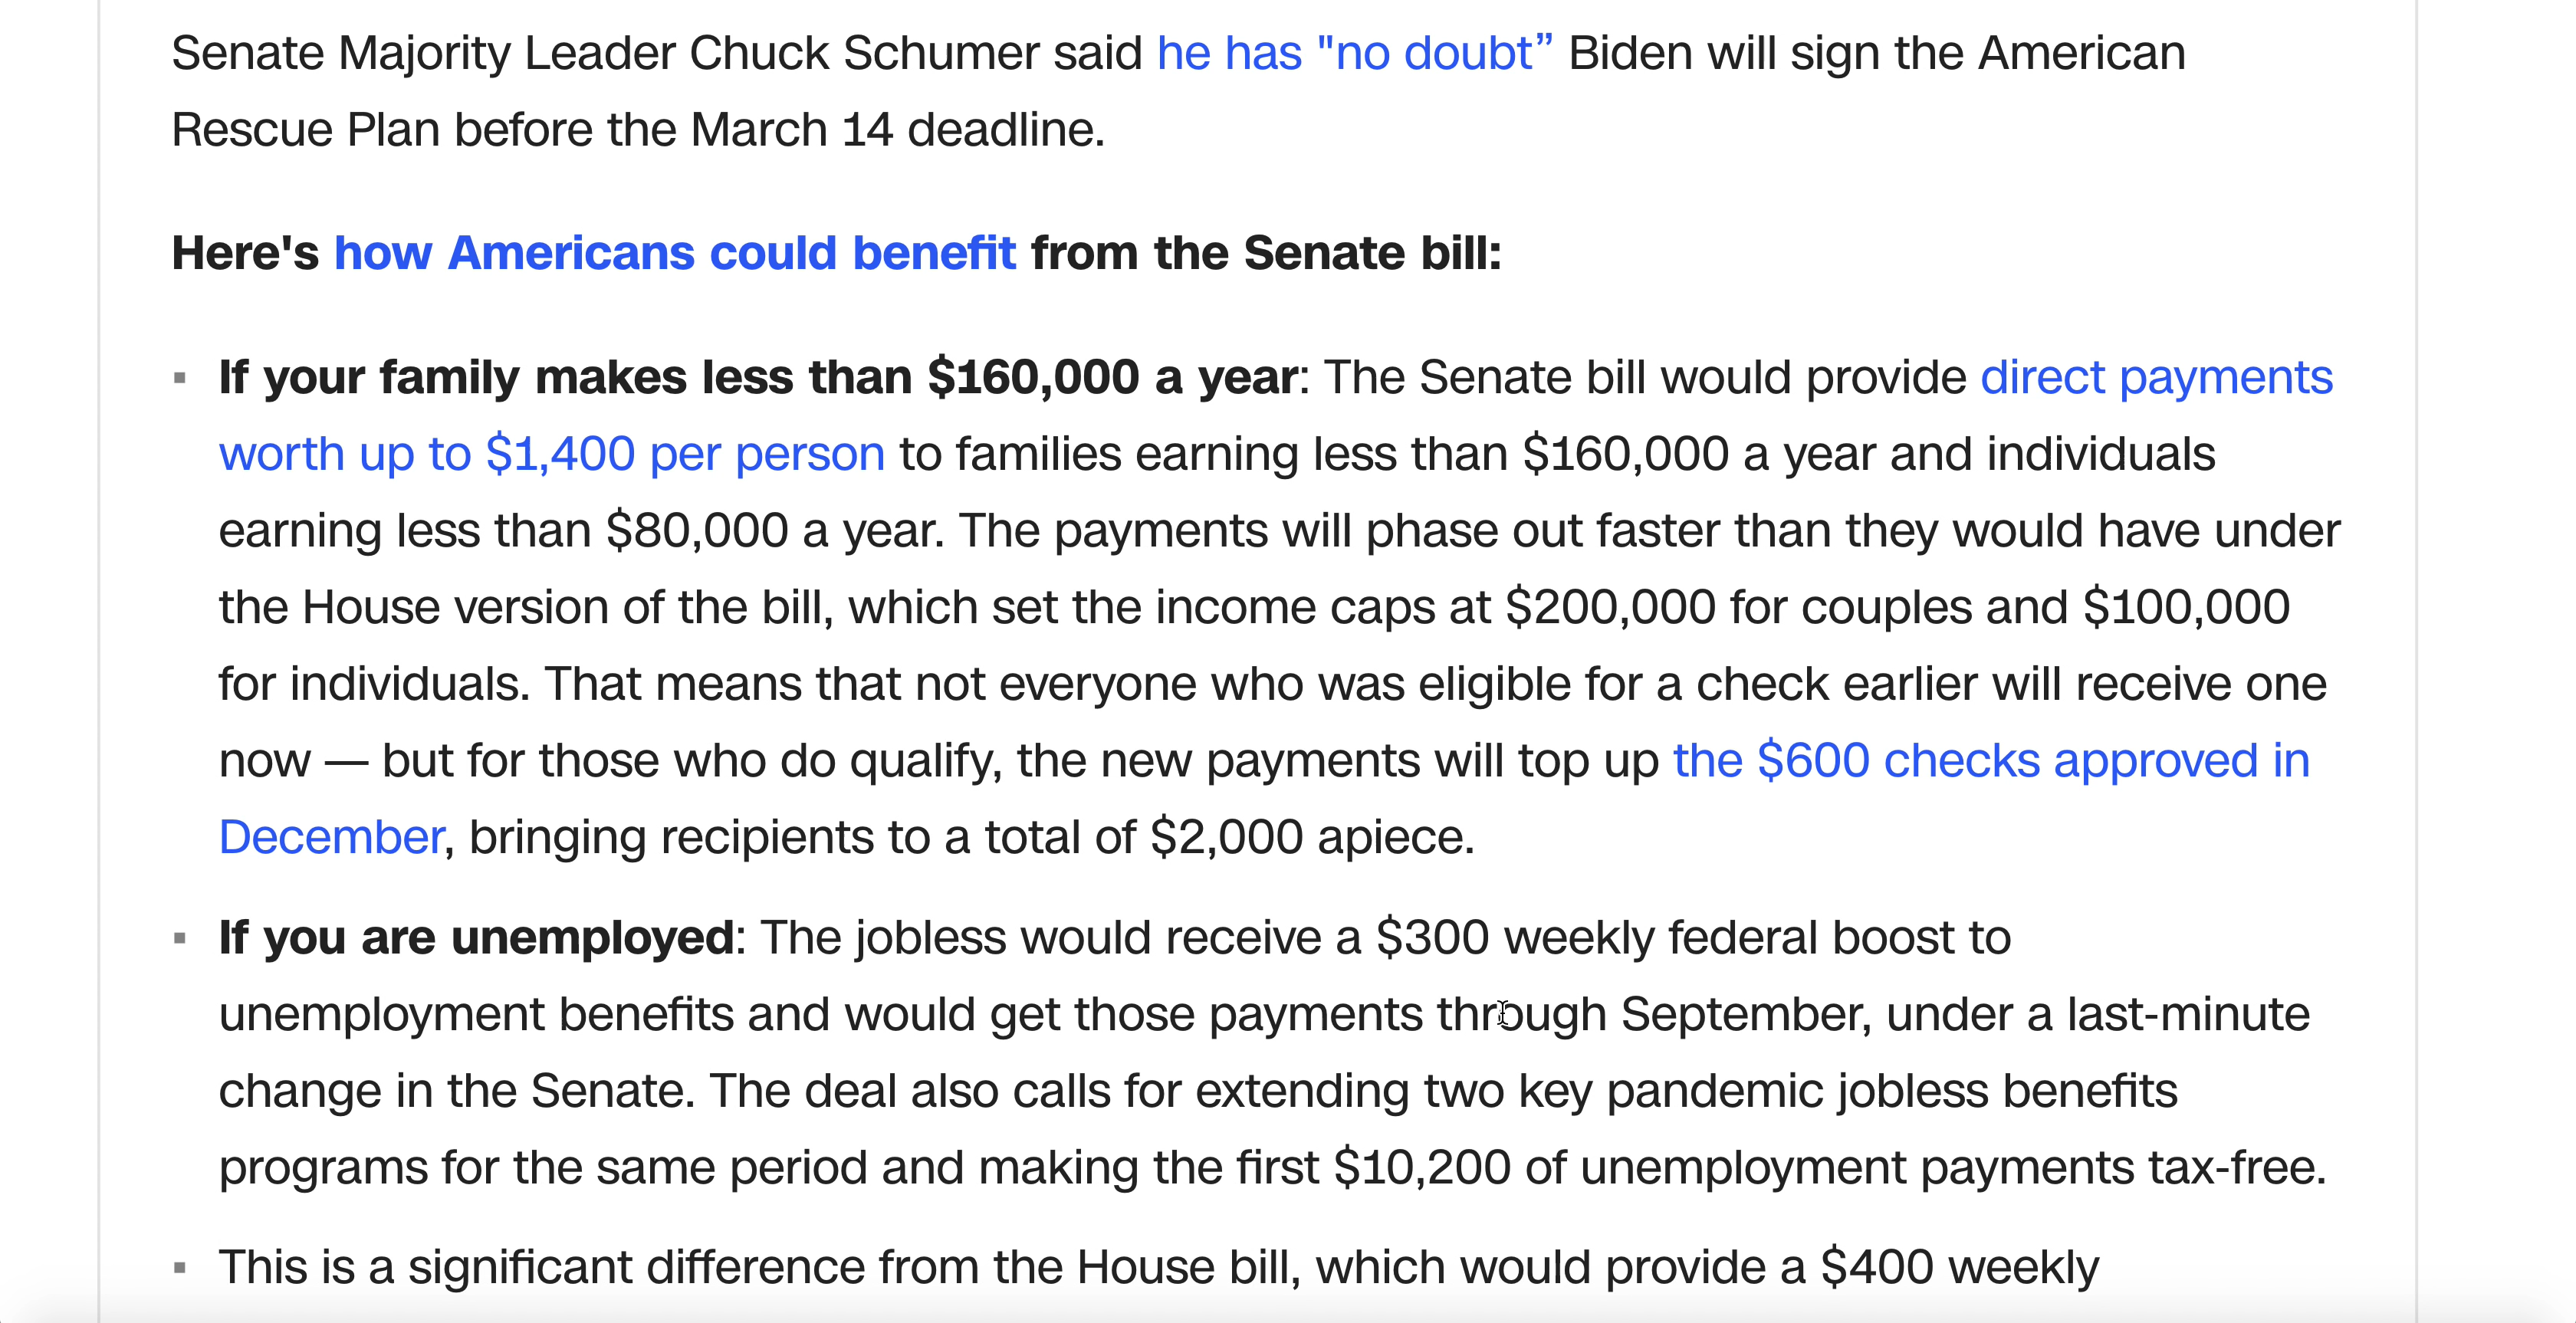 Senate Majority Leader Chuck Schumer said he has "no doubt” Biden will sign the American
Rescue Plan before the March 14 deadline.
Here's how Americans could benefit from the Senate bill:
▪ If your family makes less than $160,000 a year: The Senate bill would provide direct payments
worth up to $1,400 per person to families earning less than $160,000 a year and individuals
earning less than $80,000 a year. The payments will phase out faster than they would have under
the House version of the bill, which set the income caps at $200,000 for couples and $100,000
for individuals. That means that not everyone who was eligible for a check earlier will receive one
now — but for those who do qualify, the new payments will top up the $600 checks approved in
December, bringing recipients to a total of $2,000 apiece.
▪ If you are unemployed: The jobless would receive a $300 weekly federal boost to
unemployment benefits and would get those payments through September, under a last-minute
change in the Senate. The deal also calls for extending two key pandemic jobless benefits
programs for the same period and making the first $10,200 of unemployment payments tax-free.
▪ This is a significant difference from the House bill, which would provide a $400 weekly